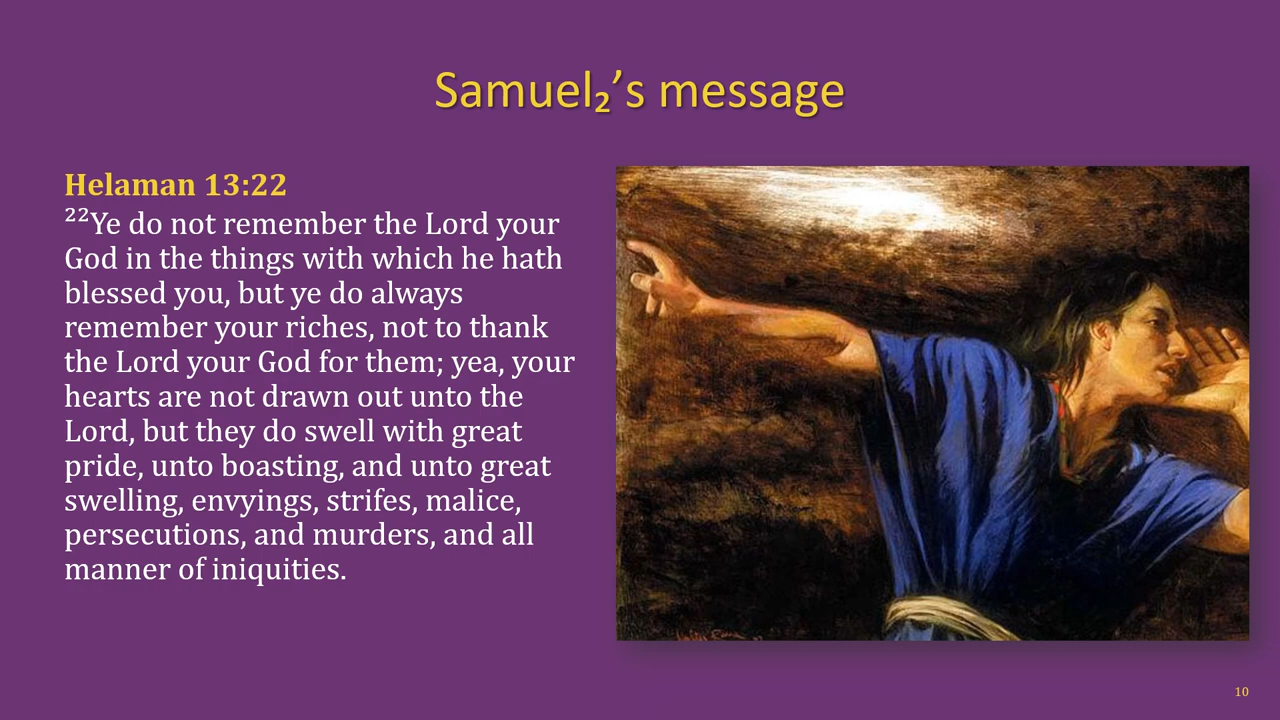 Samuel₂’s message
Helaman 13:22
²²Ye do not remember the Lord your
God in the things with which he hath
blessed you, but ye do always
remember your riches, not to thank
the Lord your God for them; yea, your
hearts are not drawn out unto the
Lord, but they do swell with great
pride, unto boasting, and unto great
swelling, envyings, strifes, malice,
persecutions, and murders, and all
manner of iniquities.
10